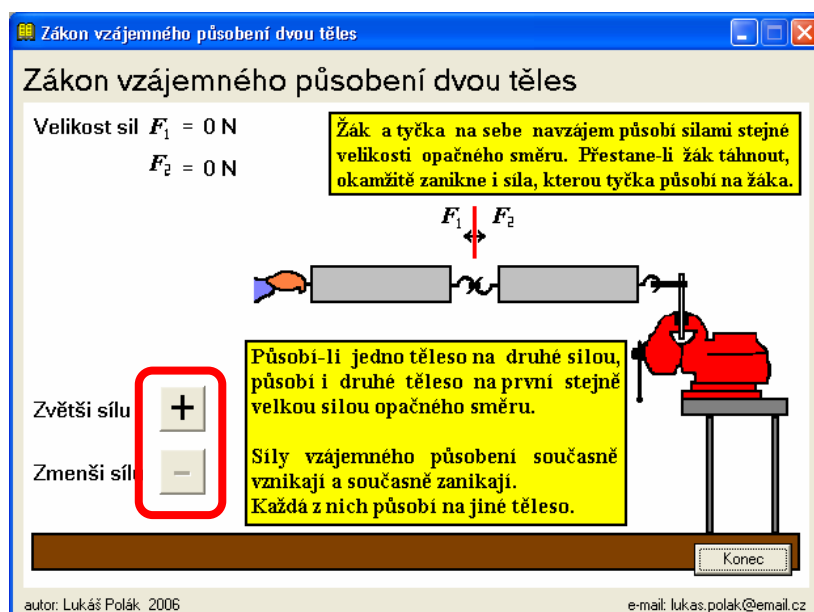 Zákon vzájemného působení dvou těles
Zákon vzájemného působení dvou těles
Velikost sil F₁ = 0 N
F₂ = 0 N
Žák a tyčka na sebe navzájem působí silami stejné
velikosti opačného směru. Přestane-li žák táhnout,
okamžitě zanikne i síla, kterou tyčka působí na žáka.
F₁ F₂
Působí-li jedno těleso na druhé silou,
působí i druhé těleso na první stejně
velkou silou opačného směru.
Síly vzájemného působení současně
vznikají a současně zanikají.
Každá z nich působí na jiné těleso.
Zvětši sílu +
Zmenši sílu −
Konec
autor: Lukáš Polák 2006
e-mail: lukas.polak@email.cz